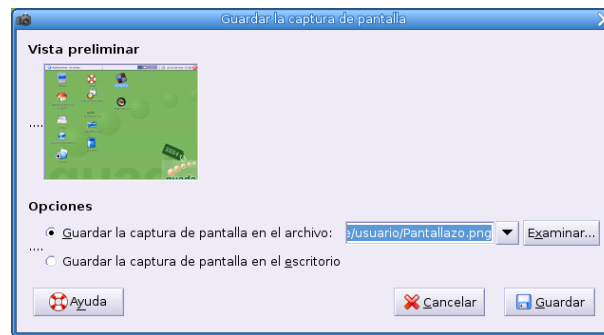 Guardar la captura de pantalla
Vista preliminar
Opciones
Guardar la captura de pantalla en el archivo:
e/usuario/Pantallazo.png
Examinar...
Guardar la captura de pantalla en el escritorio
Ayuda
Cancelar
Guardar